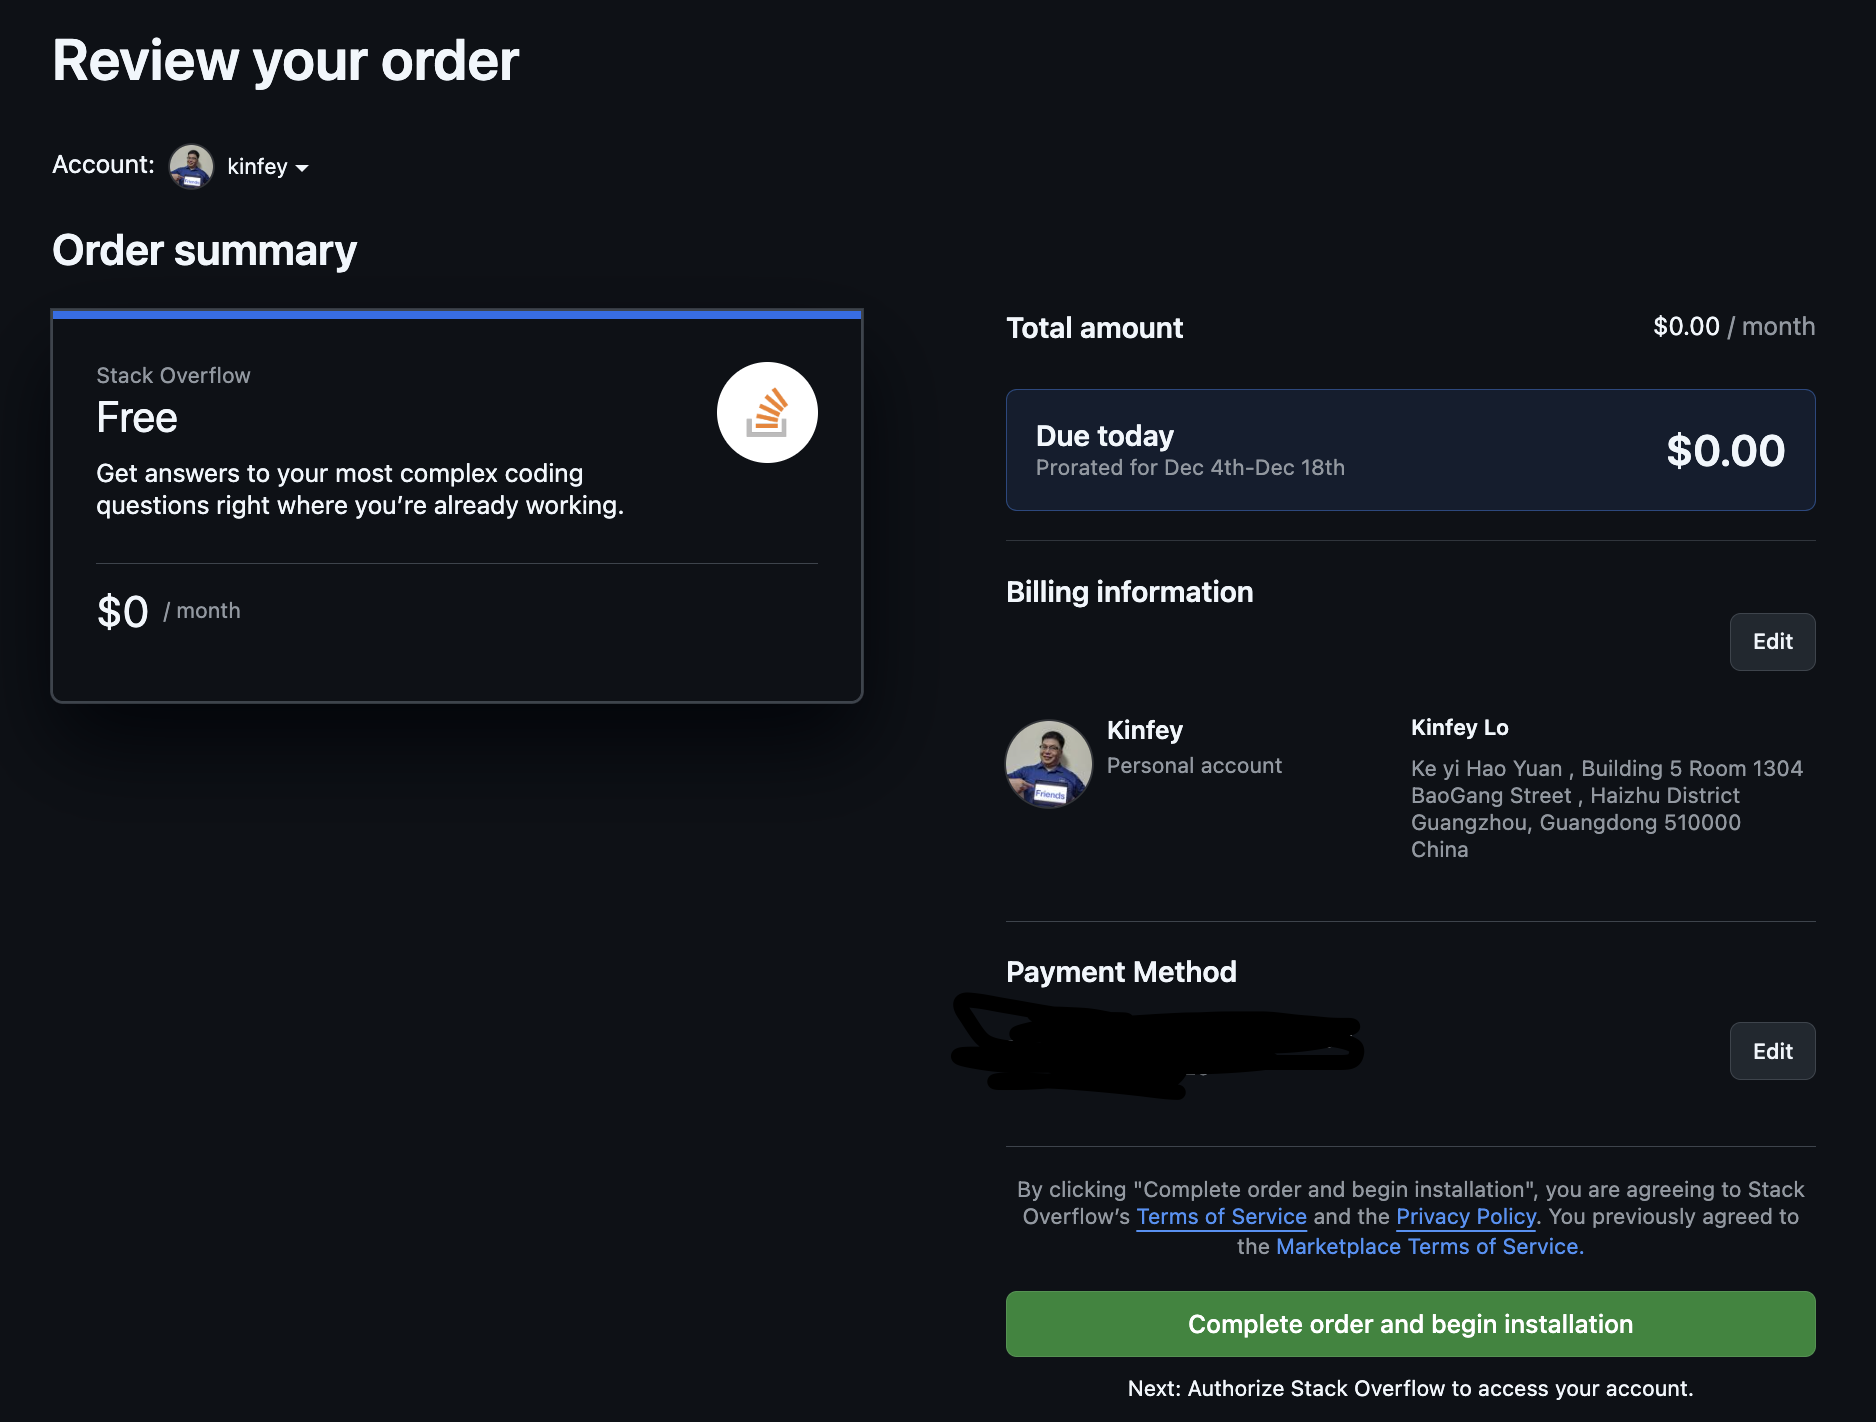 Review your order
Account: kinfey
Order summary
Stack Overflow
Free
Get answers to your most complex coding
questions right where you’re already working.
$0 / month
Total amount $0.00 / month
Due today
Prorated for Dec 4th-Dec 18th
$0.00
Billing information
Edit
Kinfey
Personal account
Friends
Kinfey Lo
Ke yi Hao Yuan , Building 5 Room 1304
BaoGang Street , Haizhu District
Guangzhou, Guangdong 510000
China
Payment Method
Edit
By clicking "Complete order and begin installation", you are agreeing to Stack
Overflow’s Terms of Service and the Privacy Policy. You previously agreed to
the Marketplace Terms of Service.
Complete order and begin installation
Next: Authorize Stack Overflow to access your account.